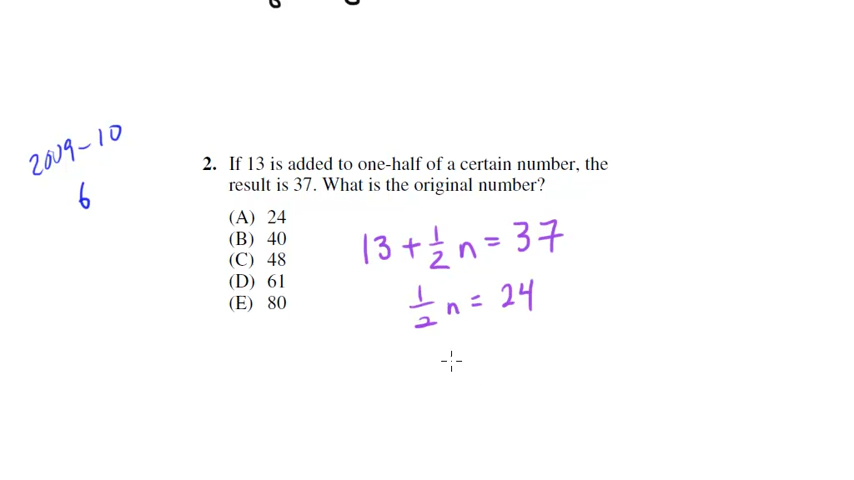 2009-10
6
2. If 13 is added to one-half of a certain number, the
result is 37. What is the original number?
(A) 24
(B) 40
(C) 48
(D) 61
(E) 80
13 + 1/2 n = 37
1/2 n = 24